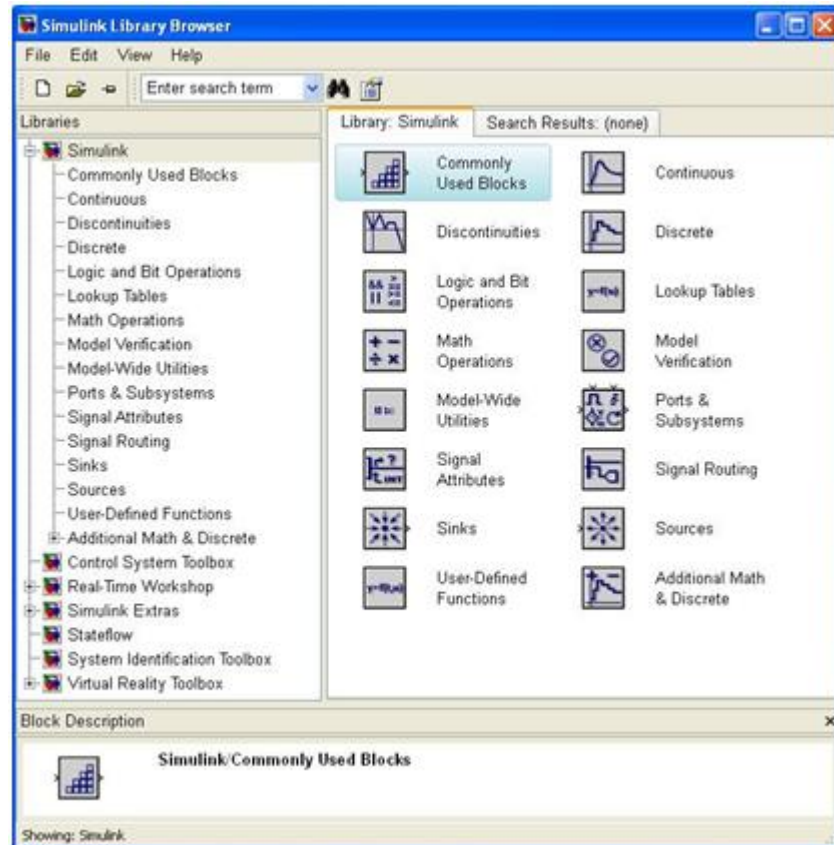 Simulink Library Browser
File Edit View Help
Enter search term
Libraries
Simulink
Commonly Used Blocks
Continuous
Discontinuities
Discrete
Logic and Bit Operations
Lookup Tables
Math Operations
Model Verification
Model-Wide Utilities
Ports & Subsystems
Signal Attributes
Signal Routing
Sinks
Sources
User-Defined Functions
Additional Math & Discrete
Control System Toolbox
Real-Time Workshop
Simulink Extras
Stateflow
System Identification Toolbox
Virtual Reality Toolbox
Library: Simulink Search Results: (none)
Commonly
Used Blocks
Continuous
Discontinuities
Discrete
Logic and Bit
Operations
Lookup Tables
Math
Operations
Model
Verification
Model-Wide
Utilities
Ports &
Subsystems
Signal
Attributes
Signal Routing
Sinks
Sources
User-Defined
Functions
Additional Math
& Discrete
Block Description
Simulink/Commonly Used Blocks
Showing: Simulink